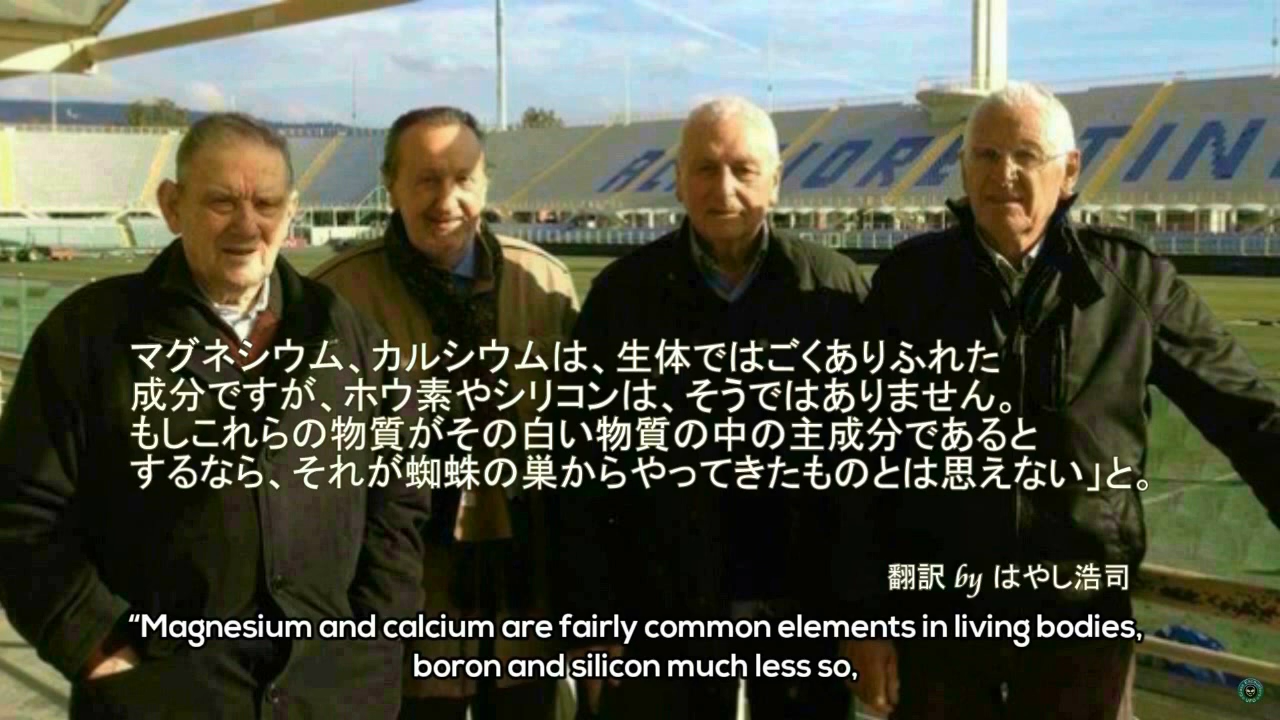 マグネシウム、カルシウムは、生体ではごくありふれた
成分ですが、ホウ素やシリコンは、そうではありません。
もしこれらの物質がその白い物質の中の主成分であると
するなら、それが蜘蛛の巣からやってきたものとは思えない」と。
翻訳 by はやし浩司
“Magnesium and calcium are fairly common elements in living bodies,
boron and silicon much less so,